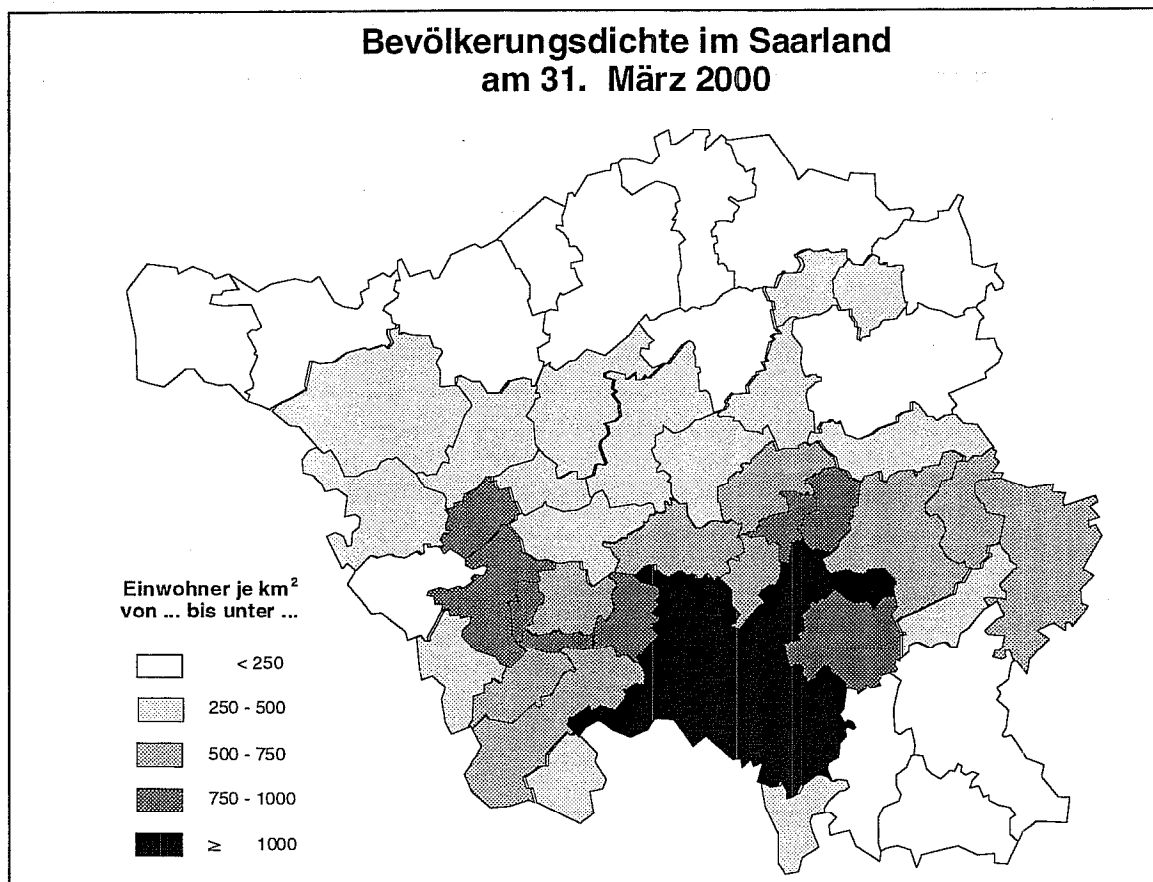 Bevölkerungsdichte im Saarland
am 31. März 2000
Einwohner je km²
von ... bis unter ...
< 250
250 - 500
500 - 750
750 - 1000
≥ 1000